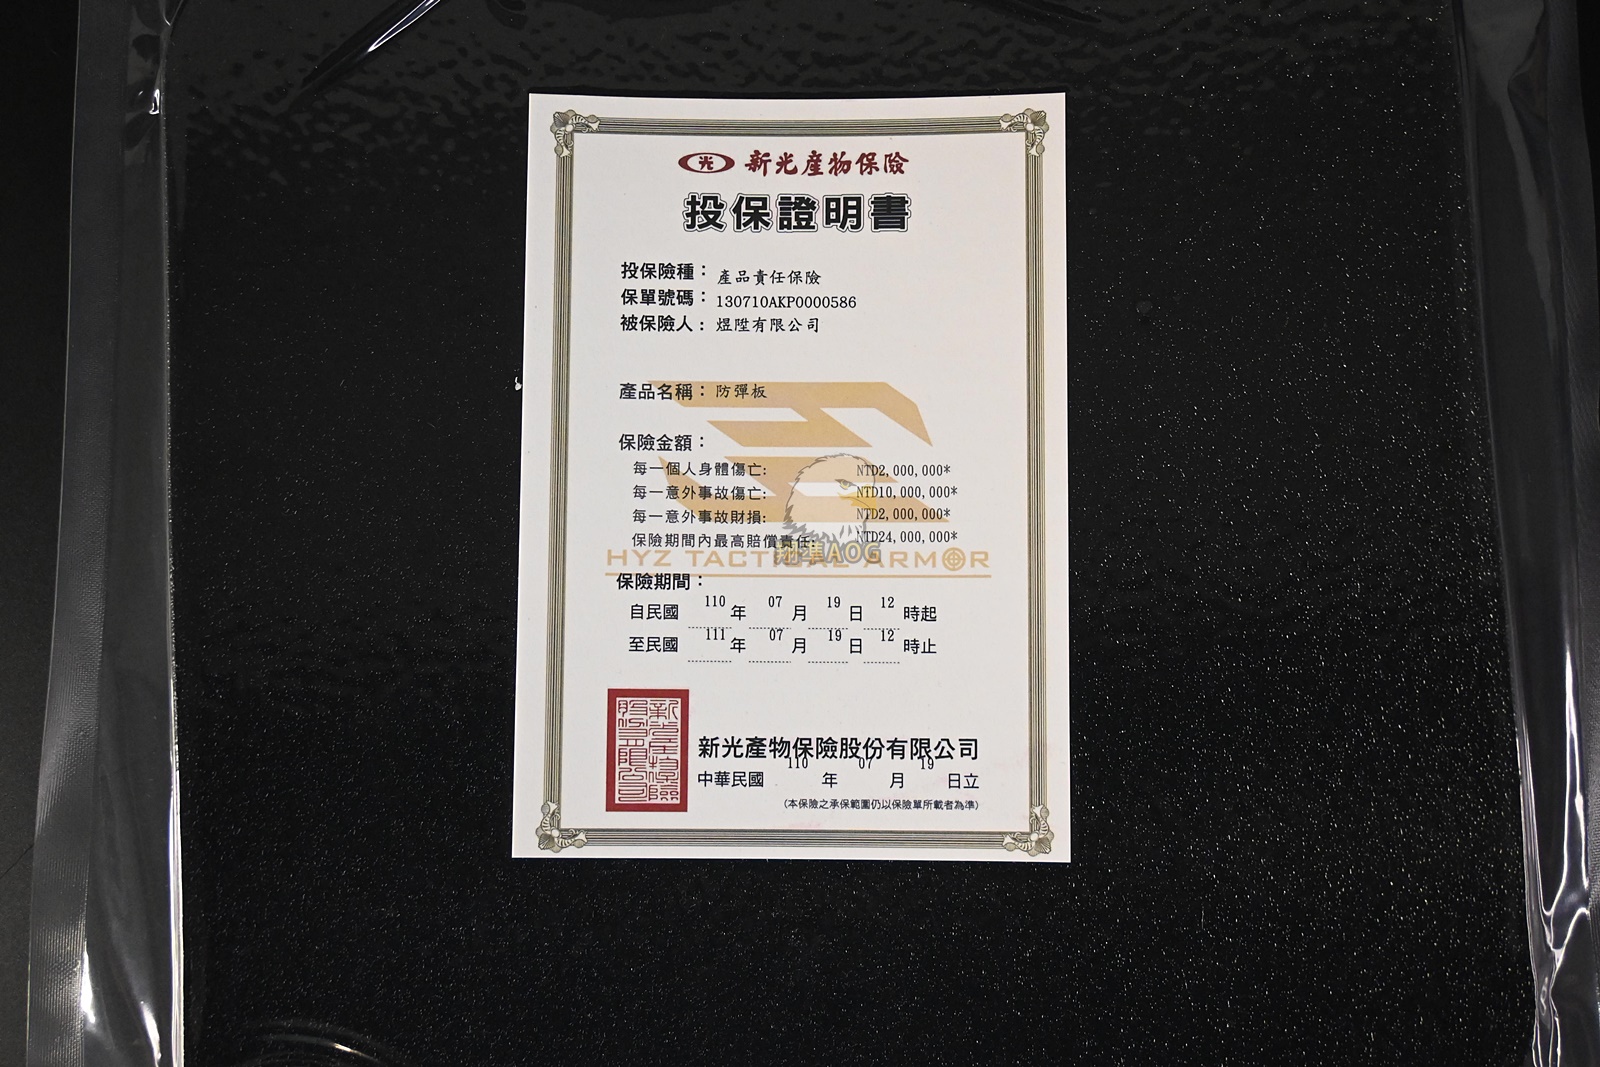 光 新光產物保險
投保證明書
投保險種：產品責任保險
保單號碼：130710AKP0000586
被保險人：煜陞有限公司
產品名稱：防彈板
保險金額：
每一個人身體傷亡: NTD2,000,000*
每一意外事故傷亡: NTD10,000,000*
每一意外事故財損: NTD2,000,000*
保險期間內最高賠償責任: NTD24,000,000*
翔準AOG
HYZ TACTICAL ARMOR
保險期間：
自民國 110 年 07 月 19 日 12 時起
至民國 111 年 07 月 19 日 12 時止
新光產物保險股份有限公司
中華民國 110 年 07 月 19 日立
(本保險之承保範圍仍以保險單所載者為準)